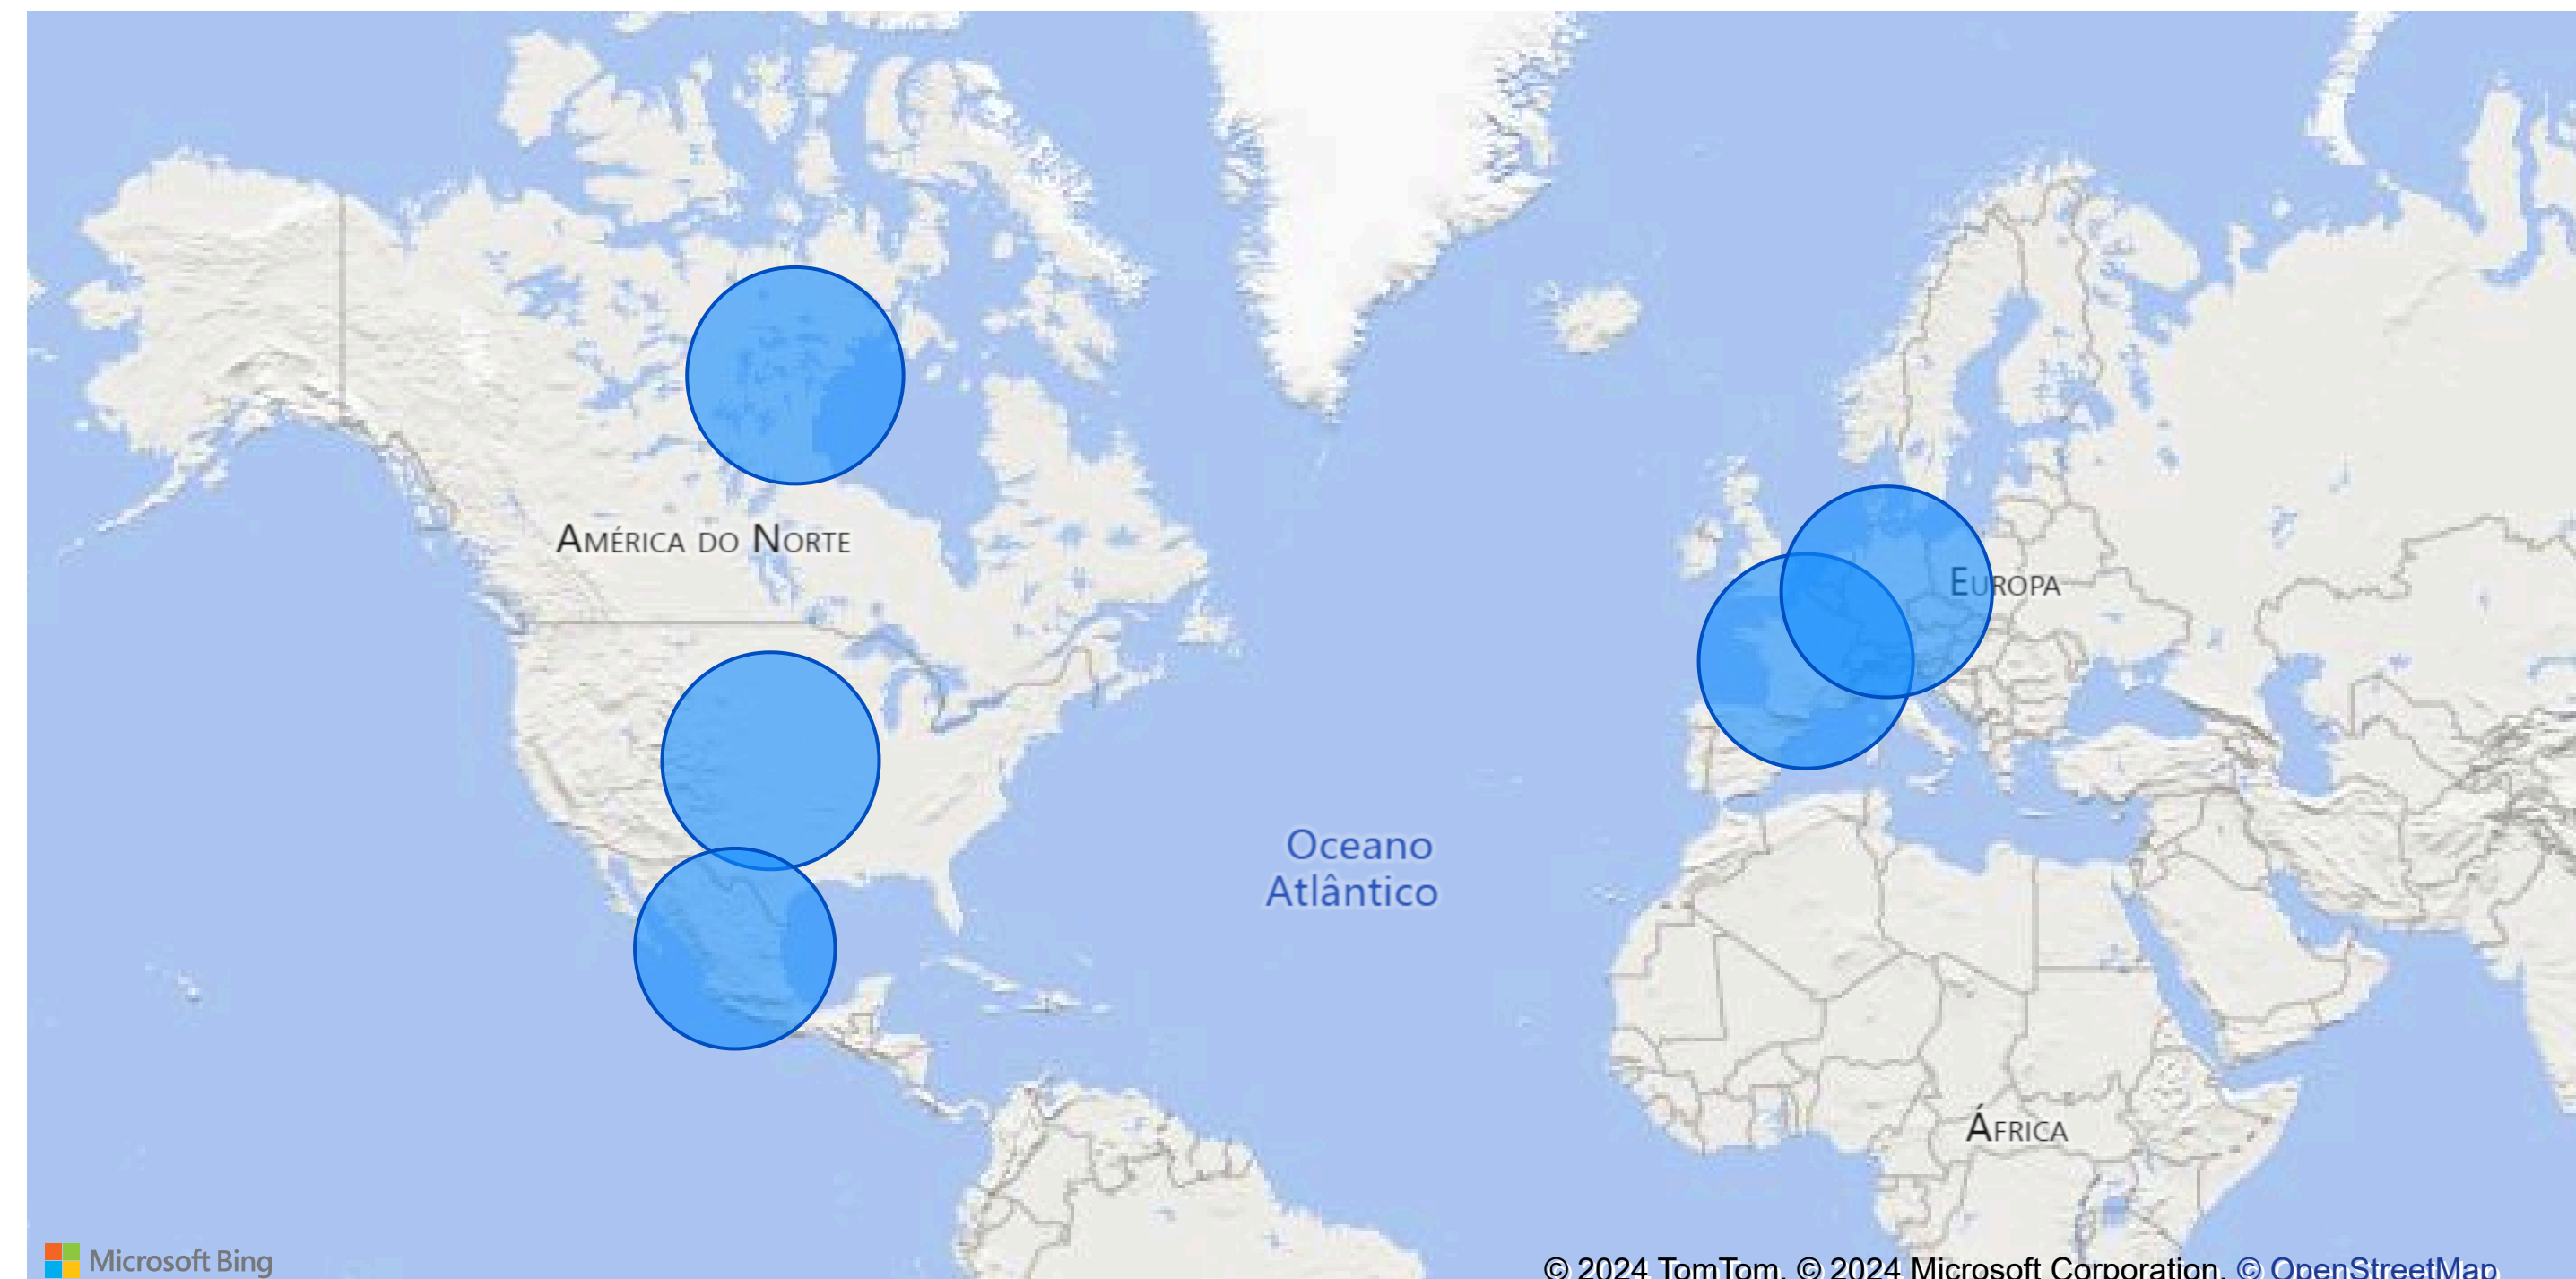 América do Norte
Europa
Oceano
Atlântico
África
Microsoft Bing
© 2024 TomTom, © 2024 Microsoft Corporation, © OpenStreetMap